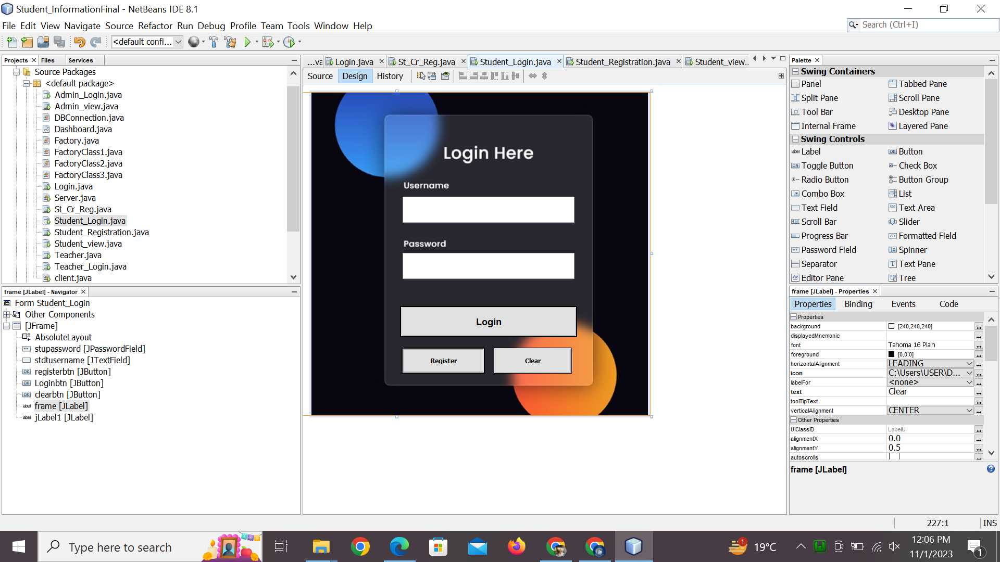 Student_InformationFinal - NetBeans IDE 8.1
File Edit View Navigate Source Refactor Run Debug Profile Team Tools Window Help
Search (Ctrl+I)
<default confi...
Projects Files Services
Source Packages
<default package>
Admin_Login.java
Admin_view.java
DBConnection.java
Dashboard.java
Factory.java
FactoryClass1.java
FactoryClass2.java
FactoryClass3.java
Login.java
Server.java
St_Cr_Reg.java
Student_Login.java
Student_Registration.java
Student_view.java
Teacher.java
Teacher_Login.java
client.java
frame [JLabel] - Navigator
Form Student_Login
Other Components
[JFrame]
AbsoluteLayout
stupassword [JPasswordField]
stdtusername [JTextField]
registerbtn [JButton]
Loginbtn [JButton]
clearbtn [JButton]
frame [JLabel]
jLabel1 [JLabel]
...va Login.java St_Cr_Reg.java Student_Login.java Student_Registration.java Student_view...
Source Design History
Login Here
Username
Password
Login
Register Clear
Palette
Swing Containers
Panel Tabbed Pane
Split Pane Scroll Pane
Tool Bar Desktop Pane
Internal Frame Layered Pane
Swing Controls
label Label OK Button
ON Toggle Button Check Box
Radio Button Button Group
Combo Box List
Text Field Text Area
Scroll Bar Slider
Progress Bar Formatted Field
Password Field Spinner
Separator Text Pane
Editor Pane Tree
frame [JLabel] - Properties
Properties Binding Events Code
Properties
background [240,240,240] ...
displayedMnemonic ...
font Tahoma 16 Plain ...
foreground [0,0,0] ...
horizontalAlignment LEADING ...
icon C:\Users\USER\D... ...
labelFor <none> ...
text Clear ...
toolTipText ...
verticalAlignment CENTER ...
Other Properties
UIClassID LabelUI ...
alignmentX 0.0 ...
alignmentY 0.5 ...
autoscrolls ...
frame [JLabel]
227:1 INS
Type here to search
1 19°C
12:06 PM
11/1/2023
1